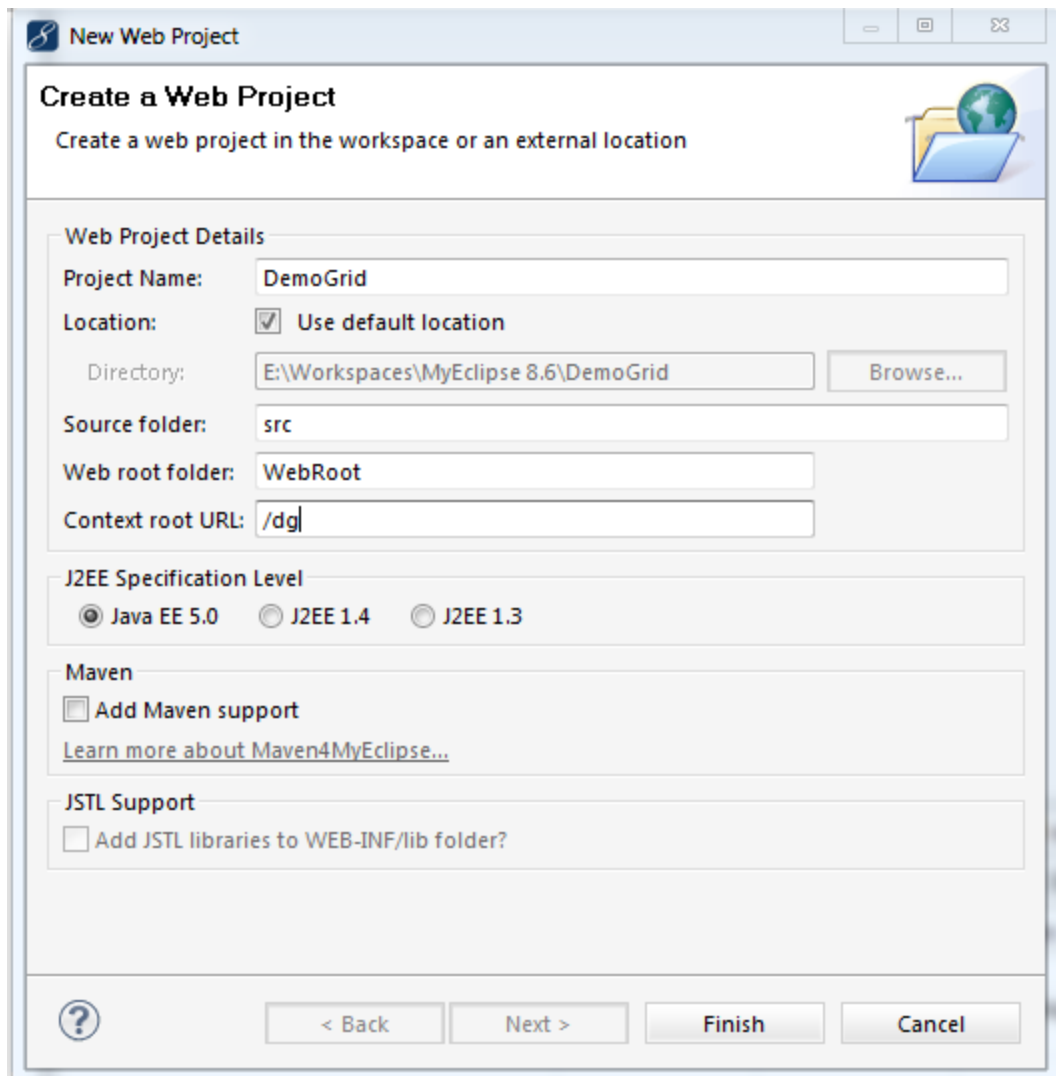 New Web Project
Create a Web Project
Create a web project in the workspace or an external location
Web Project Details
Project Name: DemoGrid
Location: Use default location
Directory: E:\Workspaces\MyEclipse 8.6\DemoGrid Browse...
Source folder: src
Web root folder: WebRoot
Context root URL: /dg
J2EE Specification Level
Java EE 5.0 J2EE 1.4 J2EE 1.3
Maven
Add Maven support
Learn more about Maven4MyEclipse...
JSTL Support
Add JSTL libraries to WEB-INF/lib folder?
? < Back Next > Finish Cancel